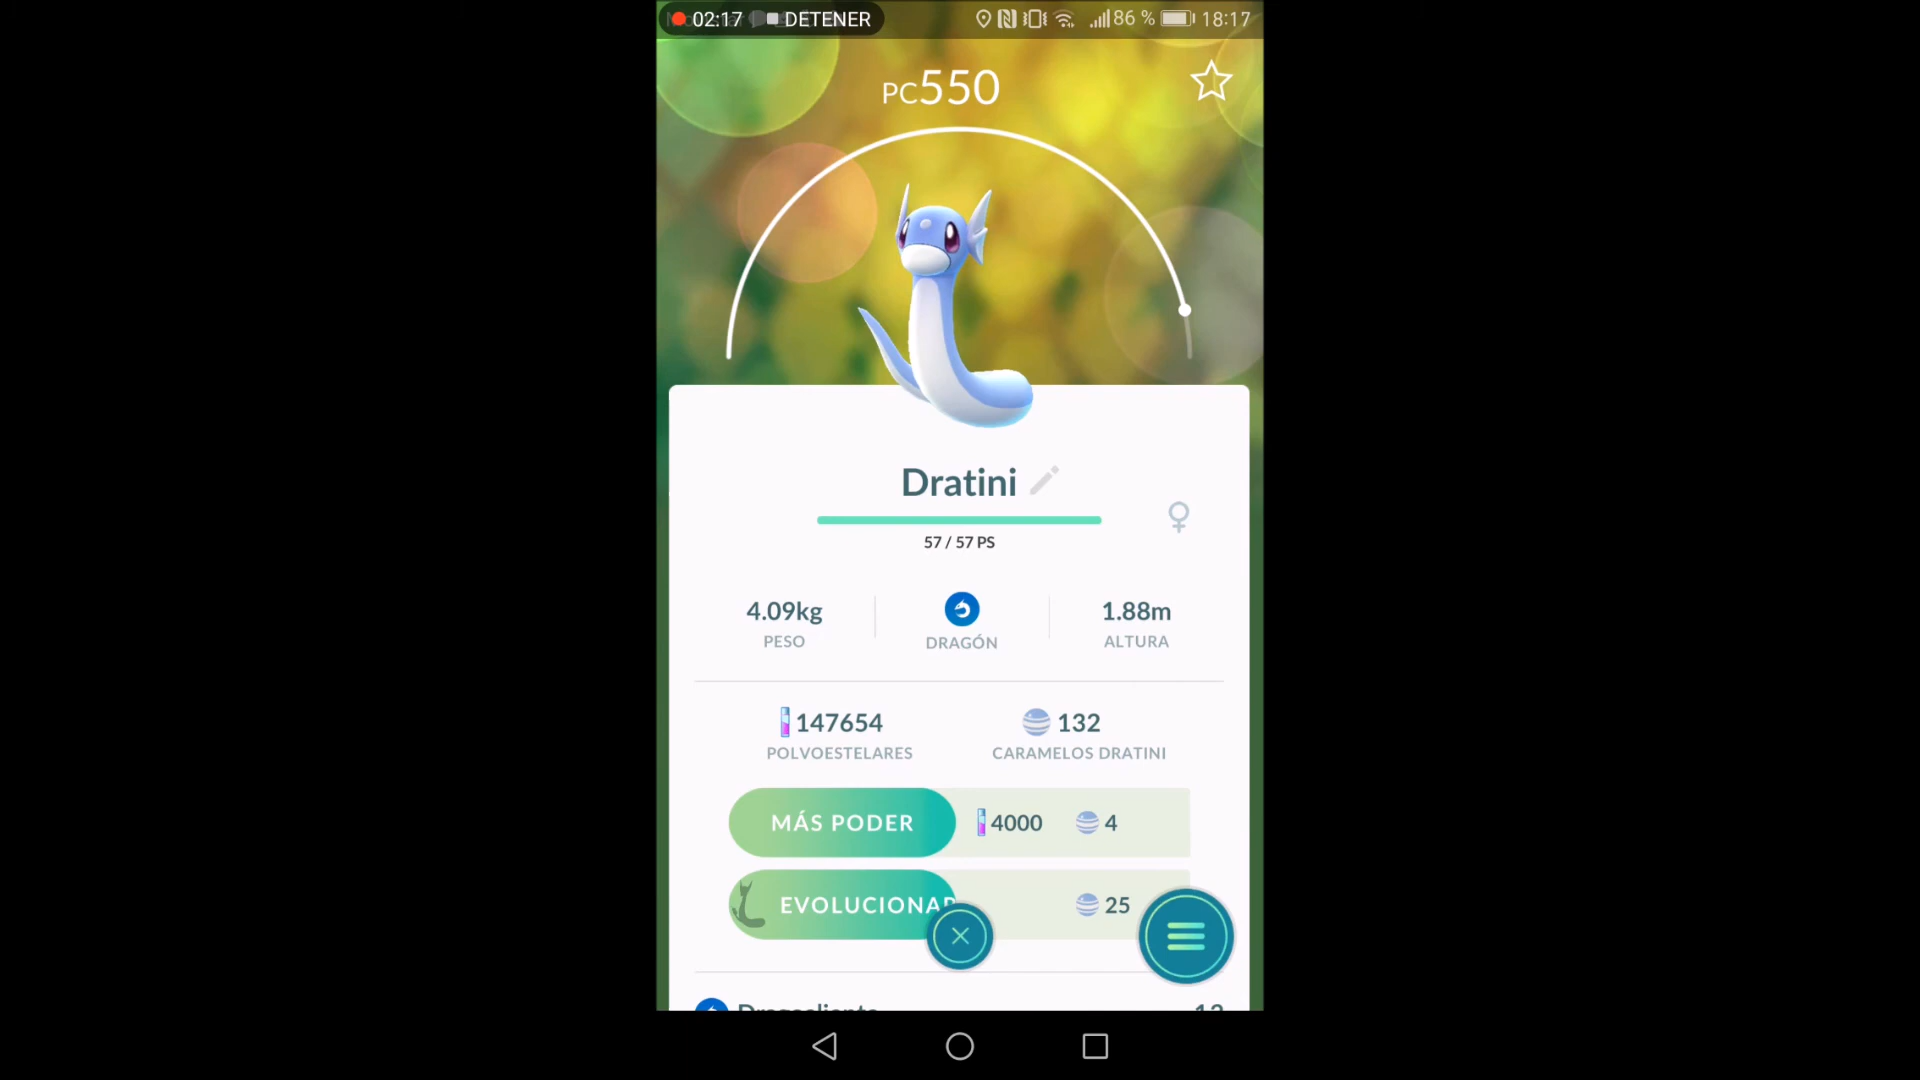 02:17 DETENER 86 % 18:17
PC550
Dratini
57 / 57 PS
4.09kg DRAGÓN 1.88m
PESO ALTURA
147654 132
POLVOESTELARES CARAMELOS DRATINI
MÁS PODER 4000 4
EVOLUCIONAR 25